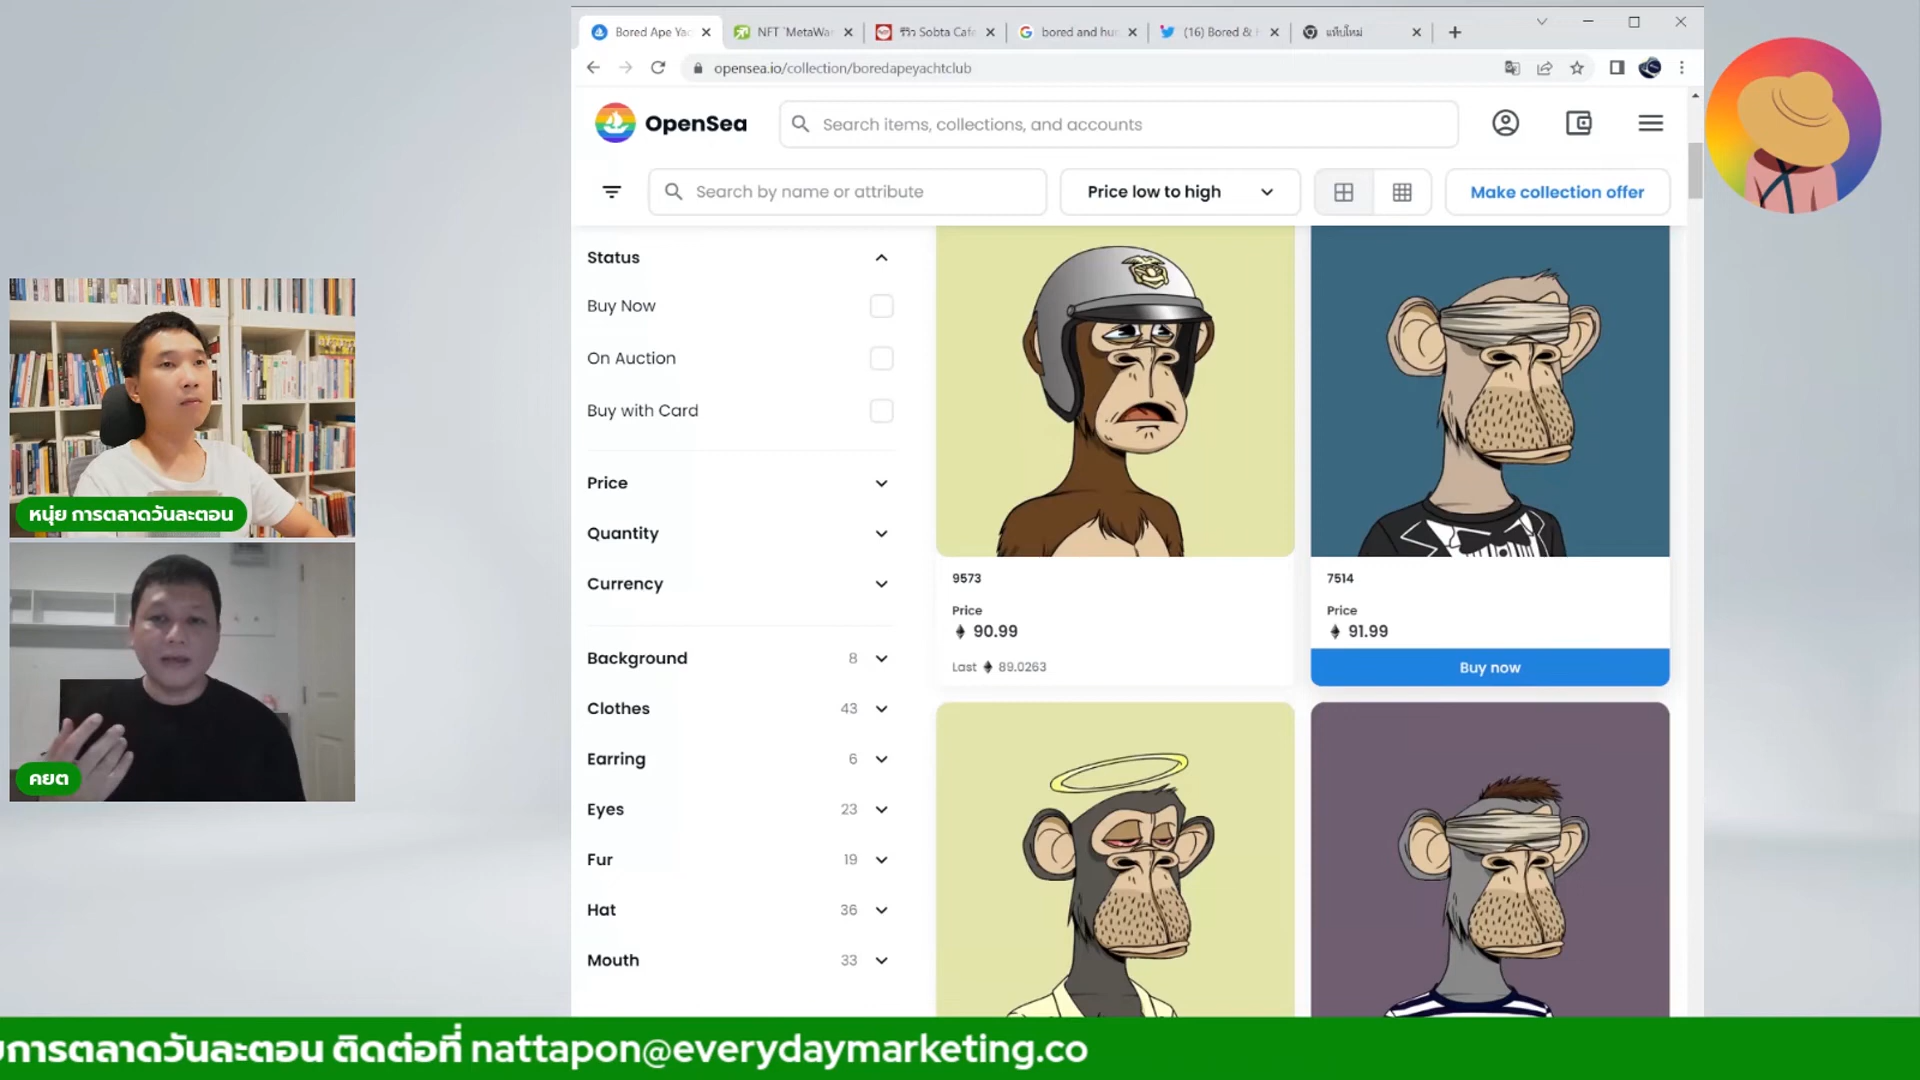 Bored Ape Yac
NFT 'MetaWar
รีวิว Sobta Cafe
bored and hu
(16) Bored &
แท็บใหม่
opensea.io/collection/boredapeyachtclub
OpenSea
Search items, collections, and accounts
Search by name or attribute
Price low to high
Make collection offer
Status
Buy Now
On Auction
Buy with Card
Price
Quantity
Currency
Background 8
Clothes 43
Earring 6
Eyes 23
Fur 19
Hat 36
Mouth 33
9573
Price
90.99
Last 89.0263
7514
Price
91.99
Buy now
หนุ่ย การตลาดวันละตอน
คยต
การตลาดวันละตอน ติดต่อที่ nattapon@everydaymarketing.co